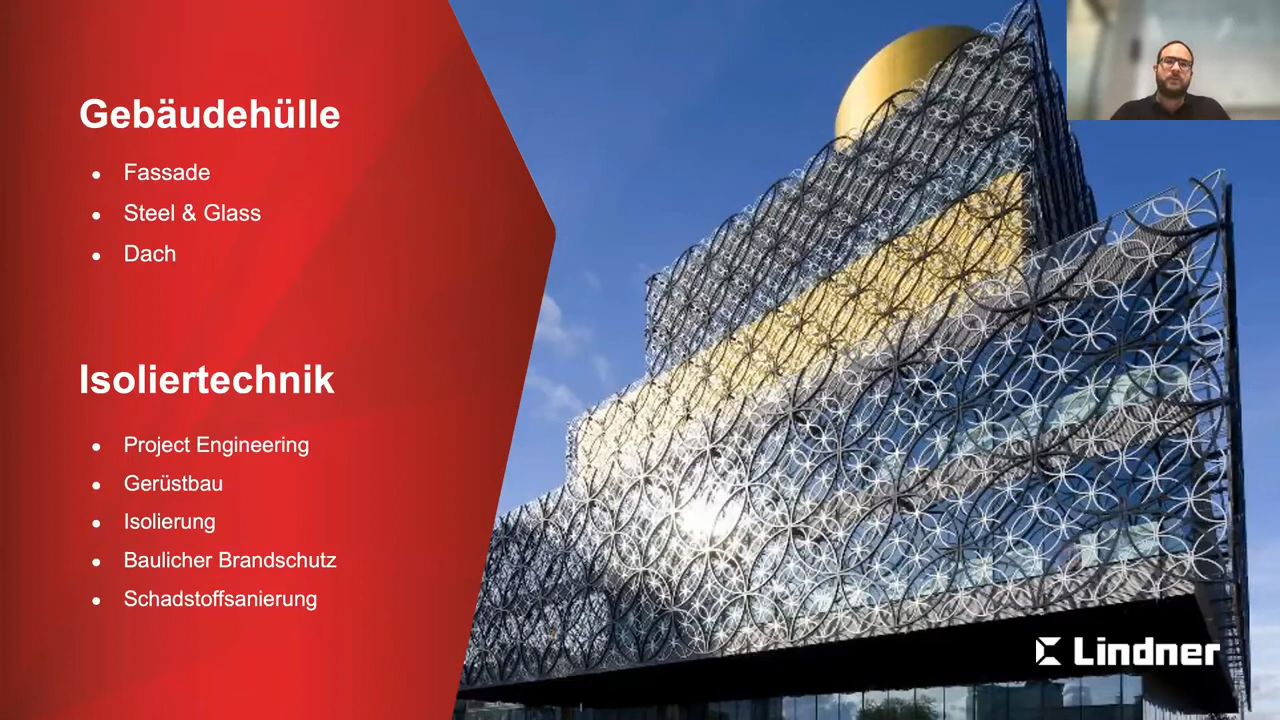 Gebäudehülle
Fassade
Steel & Glass
Dach
Isoliertechnik
Project Engineering
Gerüstbau
Isolierung
Baulicher Brandschutz
Schadstoffsanierung
Lindner